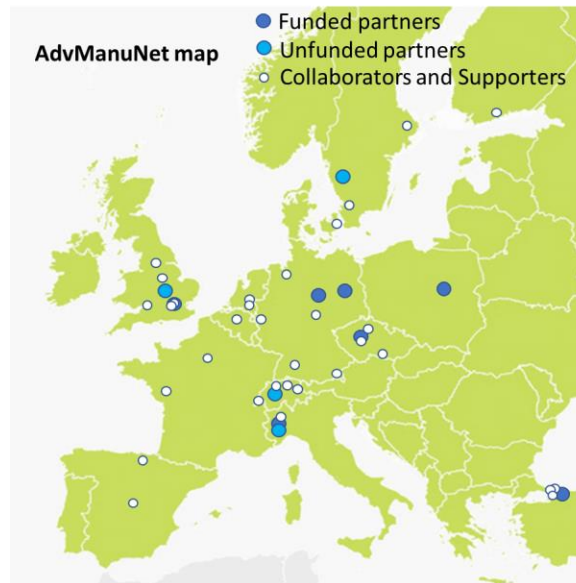 Funded partners
AdvManuNet map
Unfunded partners
Collaborators and Supporters